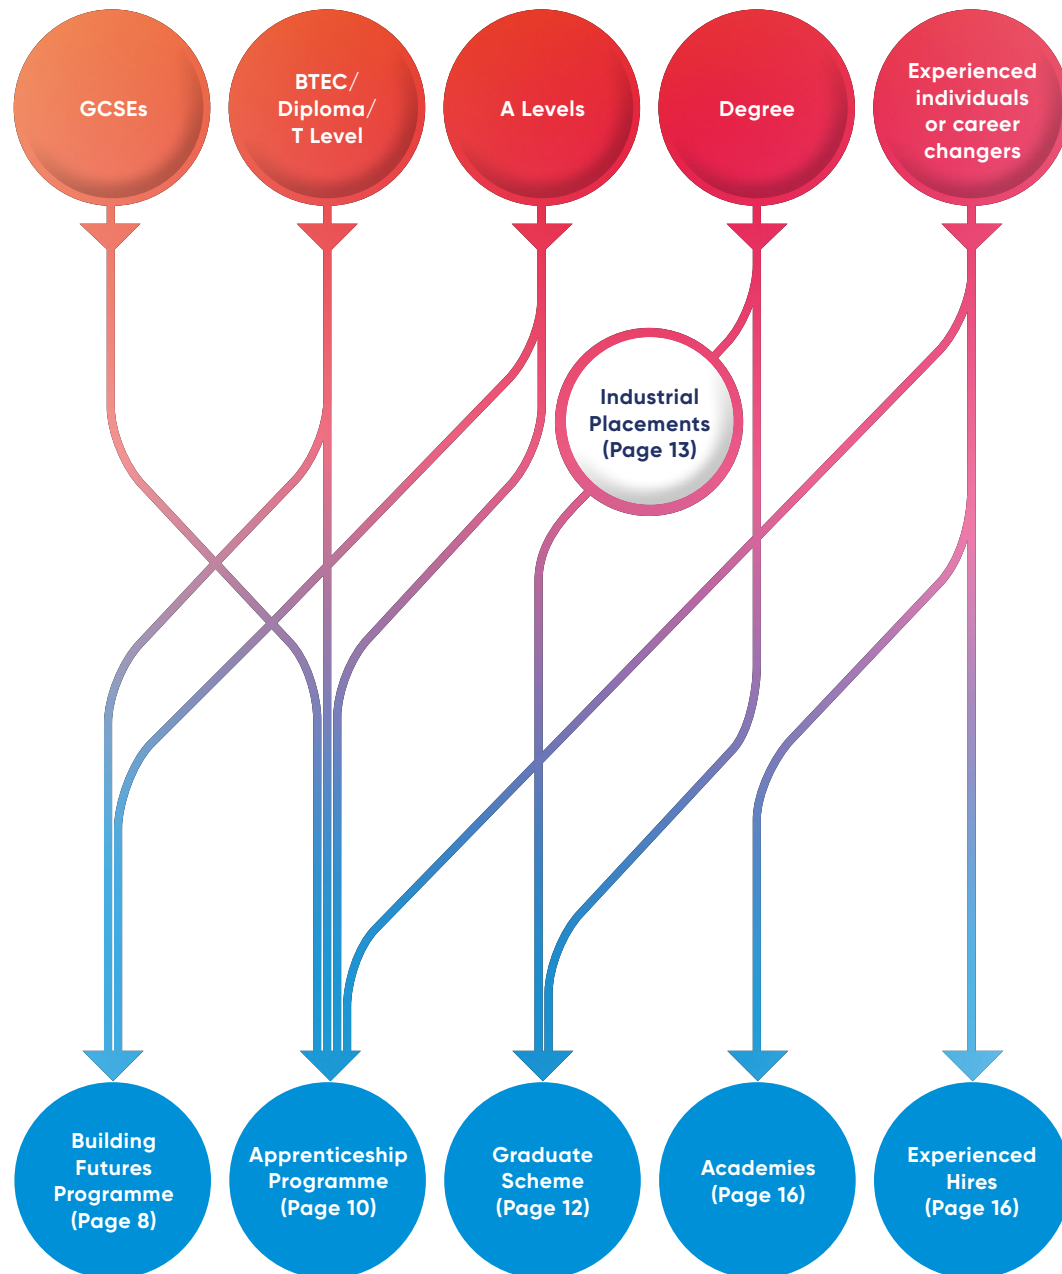 GCSEs
BTEC/
Diploma/
T Level
A Levels
Degree
Experienced
individuals
or career
changers
Industrial
Placements
(Page 13)
Building
Futures
Programme
(Page 8)
Apprenticeship
Programme
(Page 10)
Graduate
Scheme
(Page 12)
Academies
(Page 16)
Experienced
Hires
(Page 16)